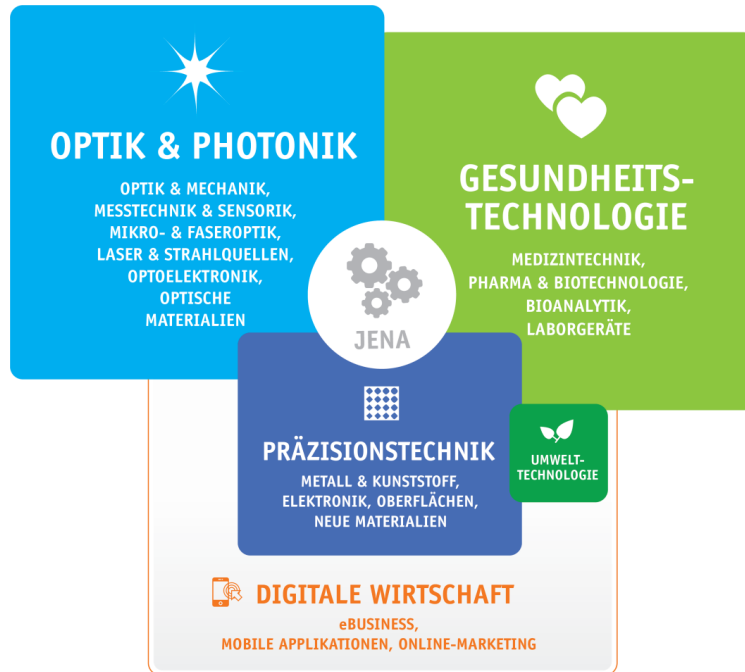 OPTIK & PHOTONIK
OPTIK & MECHANIK,
MESSTECHNIK & SENSORIK,
MIKRO- & FASEROPTIK,
LASER & STRAHLQUELLEN,
OPTOELEKTRONIK,
OPTISCHE
MATERIALIEN
GESUNDHEITS-
TECHNOLOGIE
MEDIZINTECHNIK,
PHARMA & BIOTECHNOLOGIE,
BIOANALYTIK,
LABORGERÄTE
JENA
PRÄZISIONSTECHNIK
METALL & KUNSTSTOFF,
ELEKTRONIK, OBERFLÄCHEN,
NEUE MATERIALIEN
UMWELT-
TECHNOLOGIE
DIGITALE WIRTSCHAFT
eBUSINESS,
MOBILE APPLIKATIONEN, ONLINE-MARKETING